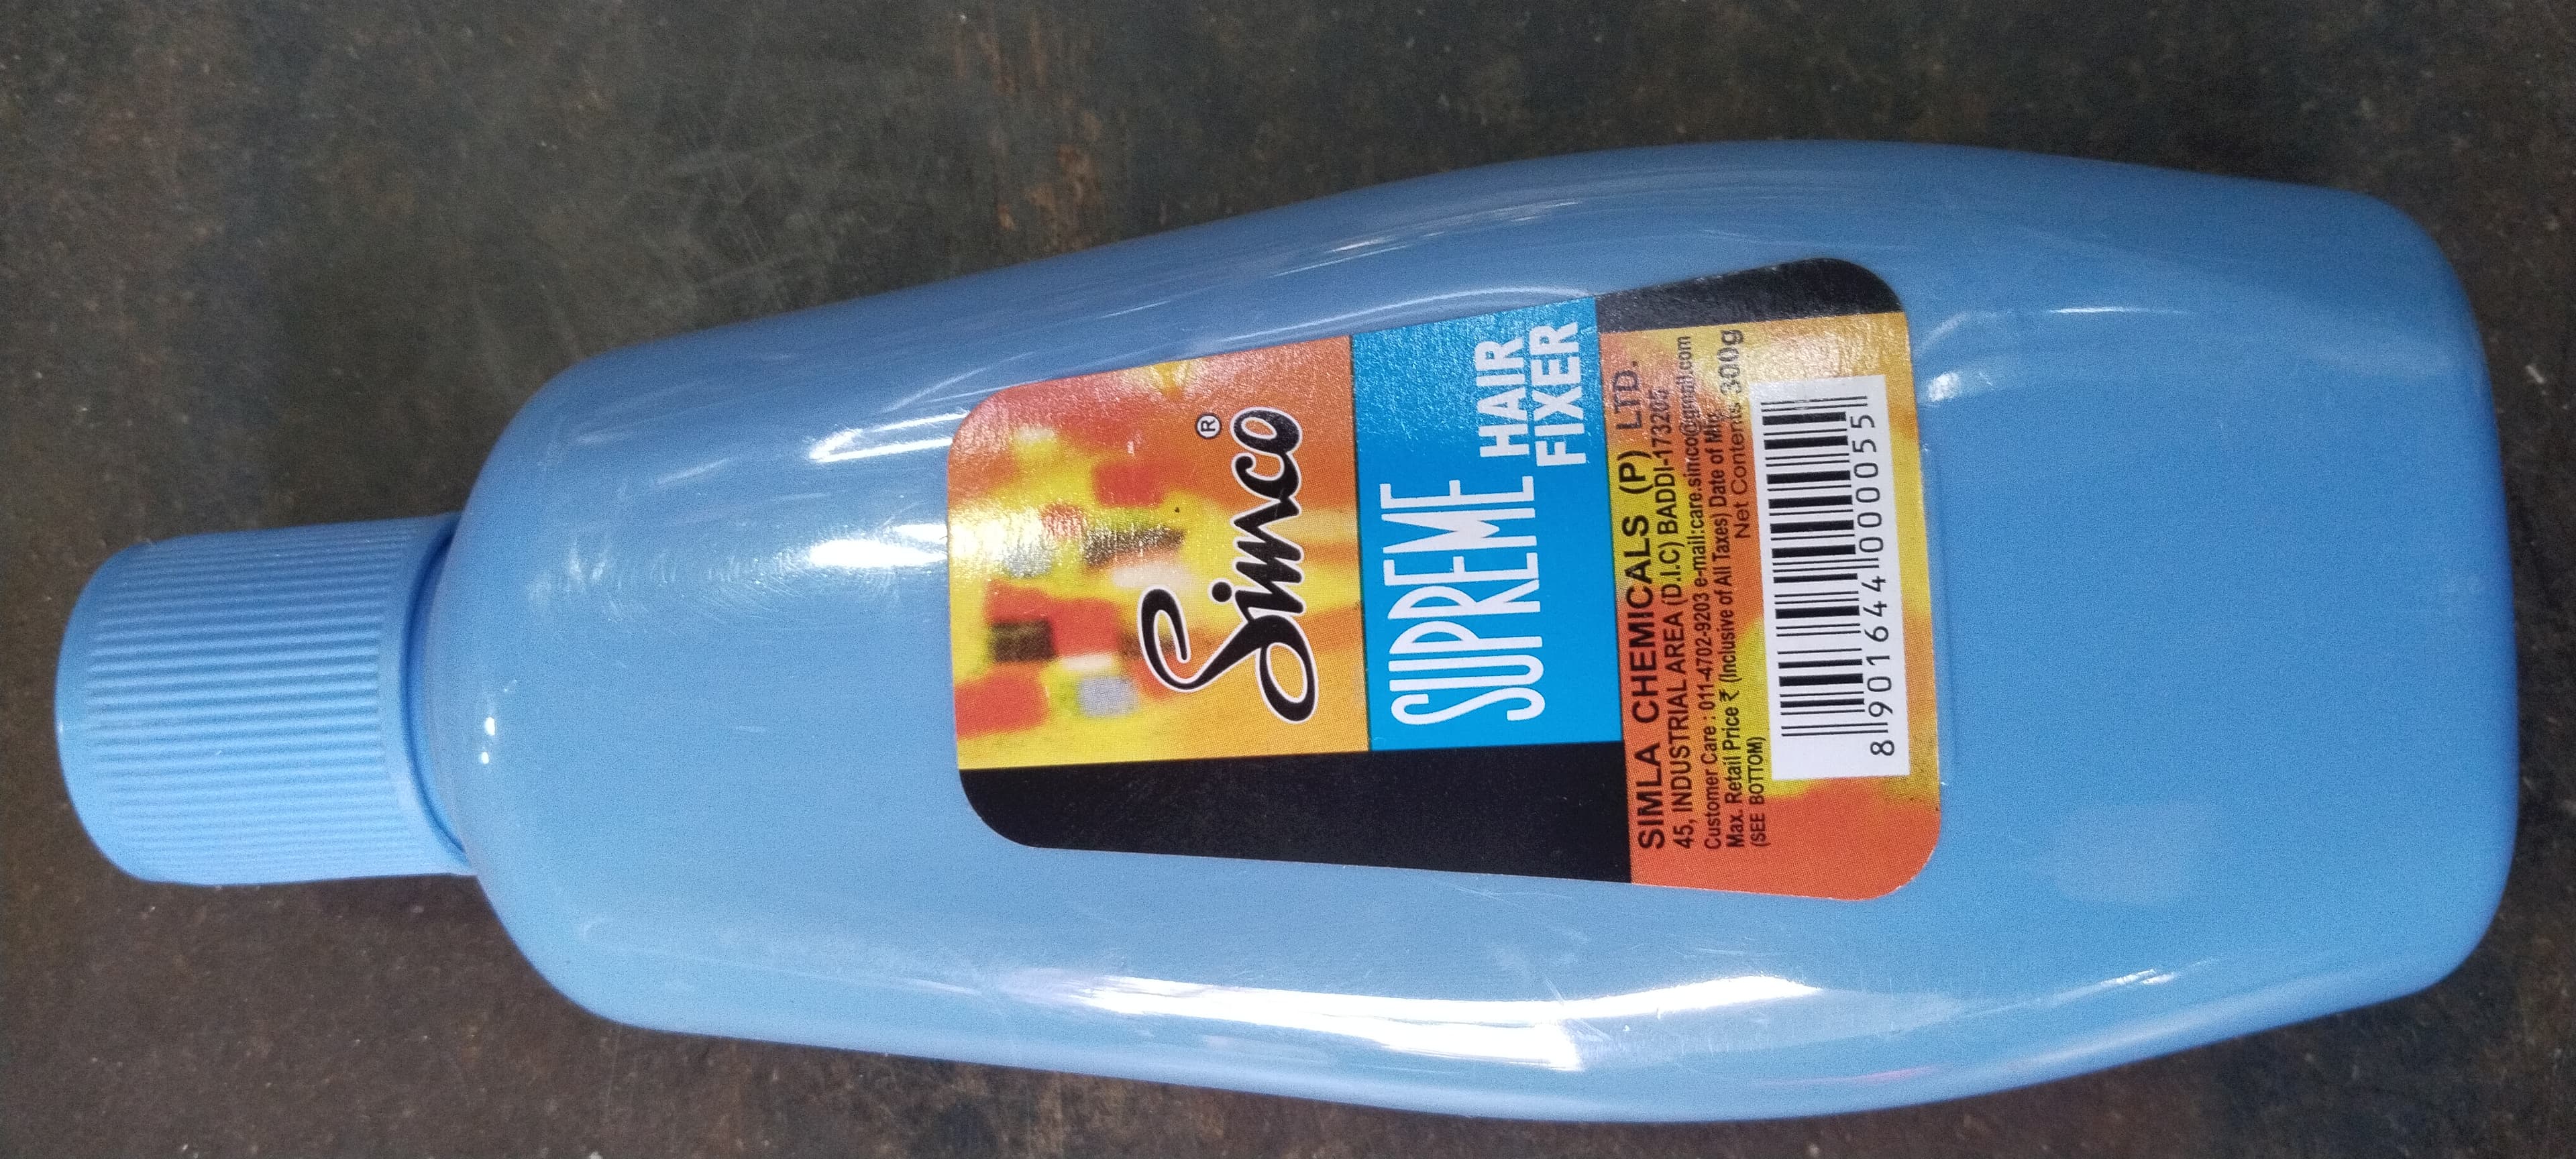 Simco®
SUPREME
HAIR
FIXER
SIMLA CHEMICALS (P) LTD.
45, INDUSTRIAL AREA (D.I.C) BADDI-173205
Customer Care : 011-4702-9203 e-mail:care.simco@gmail.com
Max. Retail Price ₹ (Inclusive of All Taxes) Date of Mfg.
(SEE BOTTOM)
Net Contents 300g
8 901644 000055